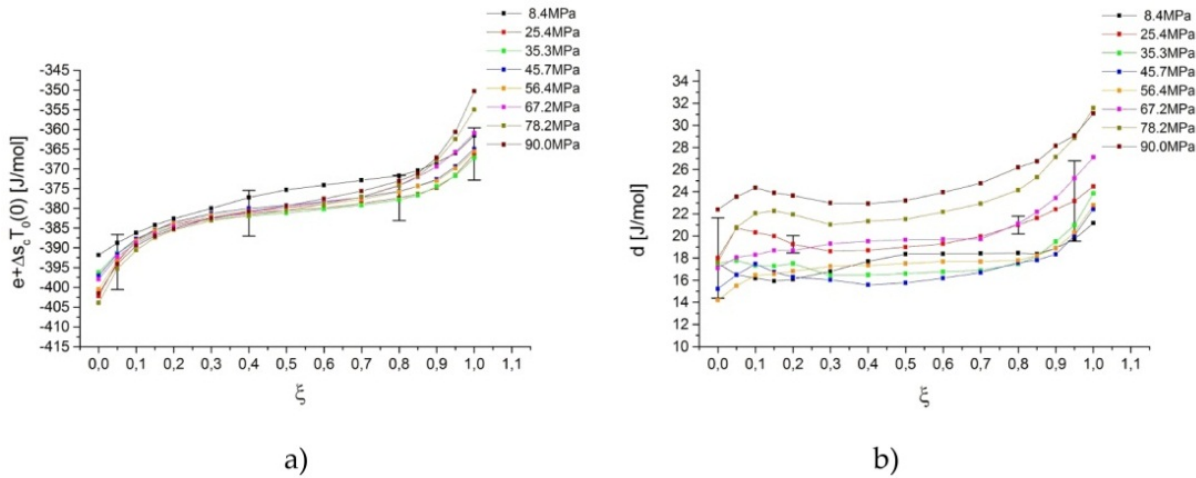 8.4MPa
25.4MPa
35.3MPa
45.7MPa
56.4MPa
67.2MPa
78.2MPa
90.0MPa
-345
-350
-355
-360
-365
-370
-375
-380
-385
-390
-395
-400
-405
-410
-415
e+Δs_cT_0(0) [J/mol]
0,0 0,1 0,2 0,3 0,4 0,5 0,6 0,7 0,8 0,9 1,0 1,1
ξ
a)
8.4MPa
25.4MPa
35.3MPa
45.7MPa
56.4MPa
67.2MPa
78.2MPa
90.0MPa
34
32
30
28
26
24
22
20
18
16
14
12
10
d [J/mol]
0,0 0,1 0,2 0,3 0,4 0,5 0,6 0,7 0,8 0,9 1,0 1,1
ξ
b)